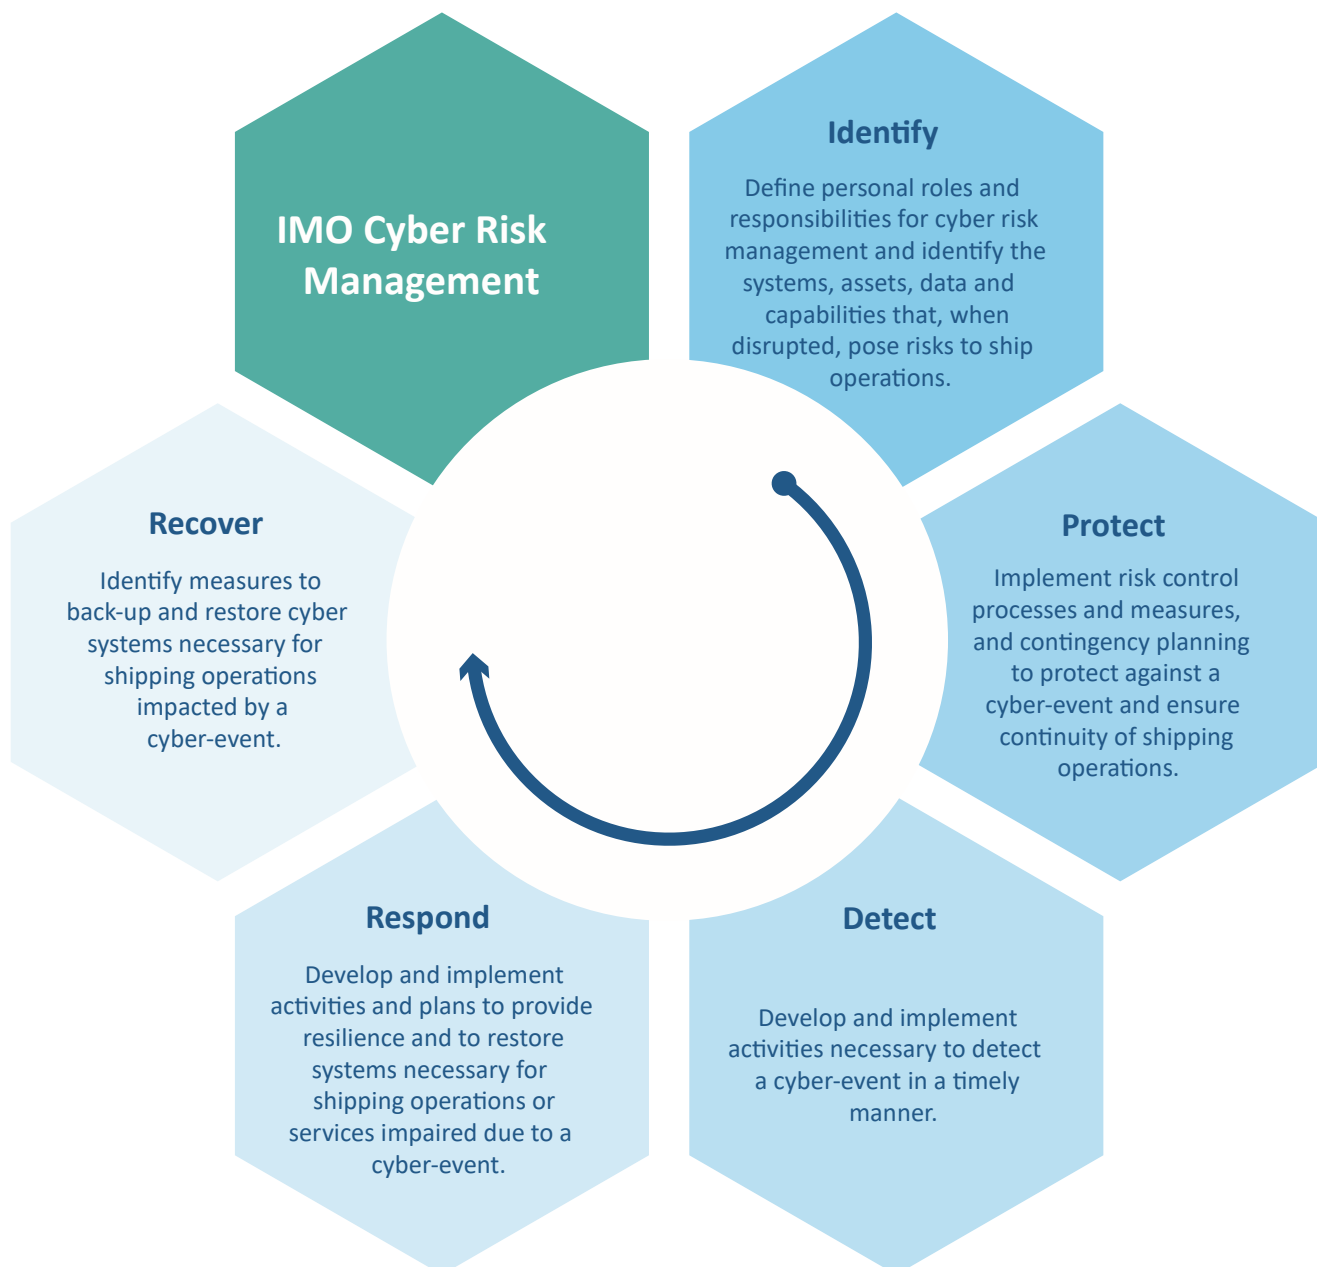 IMO Cyber Risk
Management
Identify
Define personal roles and
responsibilities for cyber risk
management and identify the
systems, assets, data and
capabilities that, when
disrupted, pose risks to ship
operations.
Protect
Implement risk control
processes and measures,
and contingency planning
to protect against a
cyber-event and ensure
continuity of shipping
operations.
Detect
Develop and implement
activities necessary to detect
a cyber-event in a timely
manner.
Respond
Develop and implement
activities and plans to provide
resilience and to restore
systems necessary for
shipping operations or
services impaired due to a
cyber-event.
Recover
Identify measures to
back-up and restore cyber
systems necessary for
shipping operations
impacted by a
cyber-event.